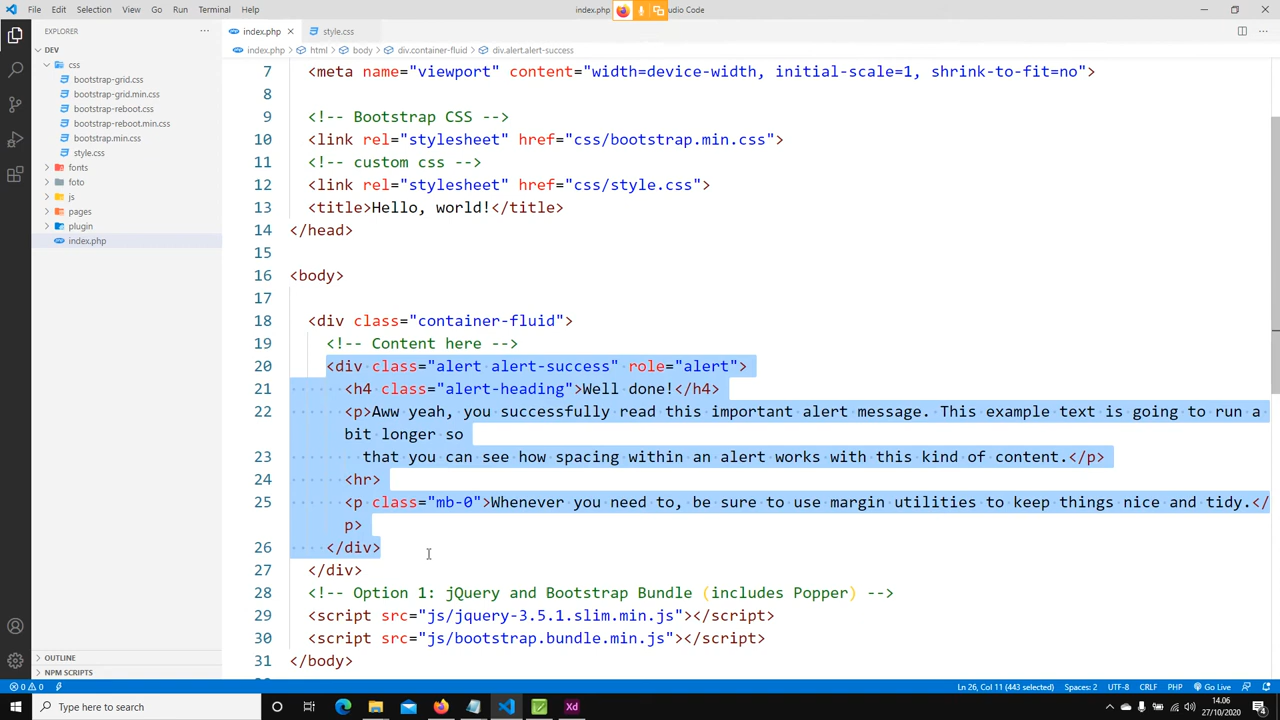 File Edit Selection View Go Run Terminal Help
index.php
udio Code
EXPLORER
index.php
style.css
DEV
index.php html body div.container-fluid div.alert.alert-success
css
bootstrap-grid.css
bootstrap-grid.min.css
bootstrap-reboot.css
bootstrap-reboot.min.css
bootstrap.min.css
style.css
fonts
foto
js
pages
plugin
index.php
7 <meta name="viewport" content="width=device-width, initial-scale=1, shrink-to-fit=no">
8
9 <!-- Bootstrap CSS -->
10 <link rel="stylesheet" href="css/bootstrap.min.css">
11 <!-- custom css -->
12 <link rel="stylesheet" href="css/style.css">
13 <title>Hello, world!</title>
14 </head>
15
16 <body>
17
18 <div class="container-fluid">
19 <!-- Content here -->
20 <div class="alert alert-success" role="alert">
21 <h4 class="alert-heading">Well done!</h4>
22 <p>Aww yeah, you successfully read this important alert message. This example text is going to run a
bit longer so
23 that you can see how spacing within an alert works with this kind of content.</p>
24 <hr>
25 <p class="mb-0">Whenever you need to, be sure to use margin utilities to keep things nice and tidy.</
p>
26 </div>
27 </div>
28 <!-- Option 1: jQuery and Bootstrap Bundle (includes Popper) -->
29 <script src="js/jquery-3.5.1.slim.min.js"></script>
30 <script src="js/bootstrap.bundle.min.js"></script>
31 </body>
OUTLINE
NPM SCRIPTS
0 0
Ln 26, Col 11 (443 selected) Spaces: 2 UTF-8 CRLF PHP Go Live
Type here to search
Xd
14.06
27/10/2020
4